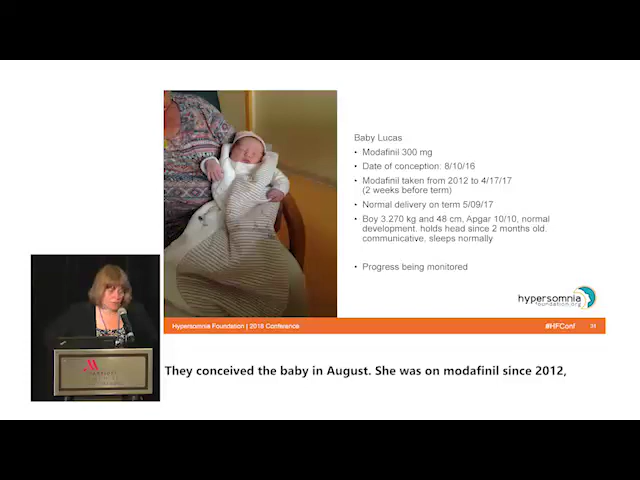 Baby Lucas
• Modafinil 300 mg
• Date of conception: 8/10/16
• Modafinil taken from 2012 to 4/17/17
(2 weeks before term)
• Normal delivery on term 5/09/17
• Boy 3.270 kg and 48 cm, Apgar 10/10, normal
development. holds head since 2 months old.
communicative, sleeps normally
• Progress being monitored
hypersomnia
foundation.org
Hypersomnia Foundation | 2018 Conference
#HFConf
31
Marriott
They conceived the baby in August. She was on modafinil since 2012,